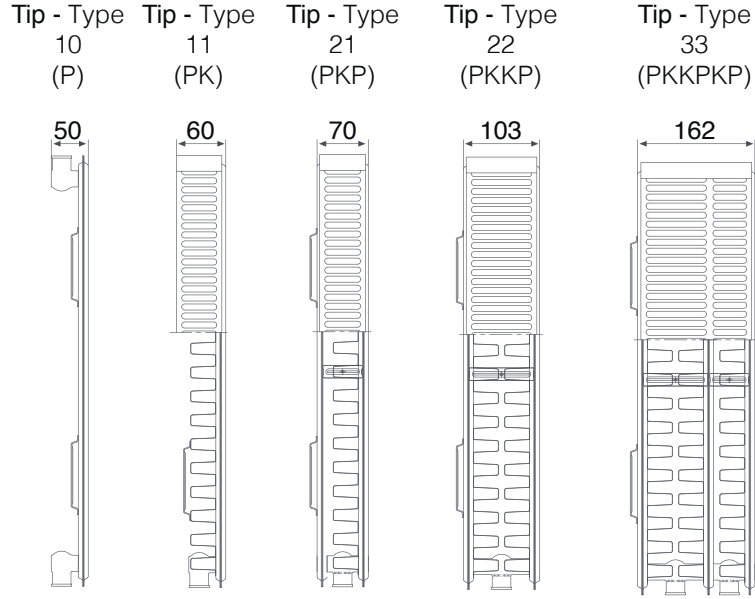 Tip - Type
10
(P)
Tip - Type
11
(PK)
Tip - Type
21
(PKP)
Tip - Type
22
(PKKP)
Tip - Type
33
(PKKPKP)
50
60
70
103
162